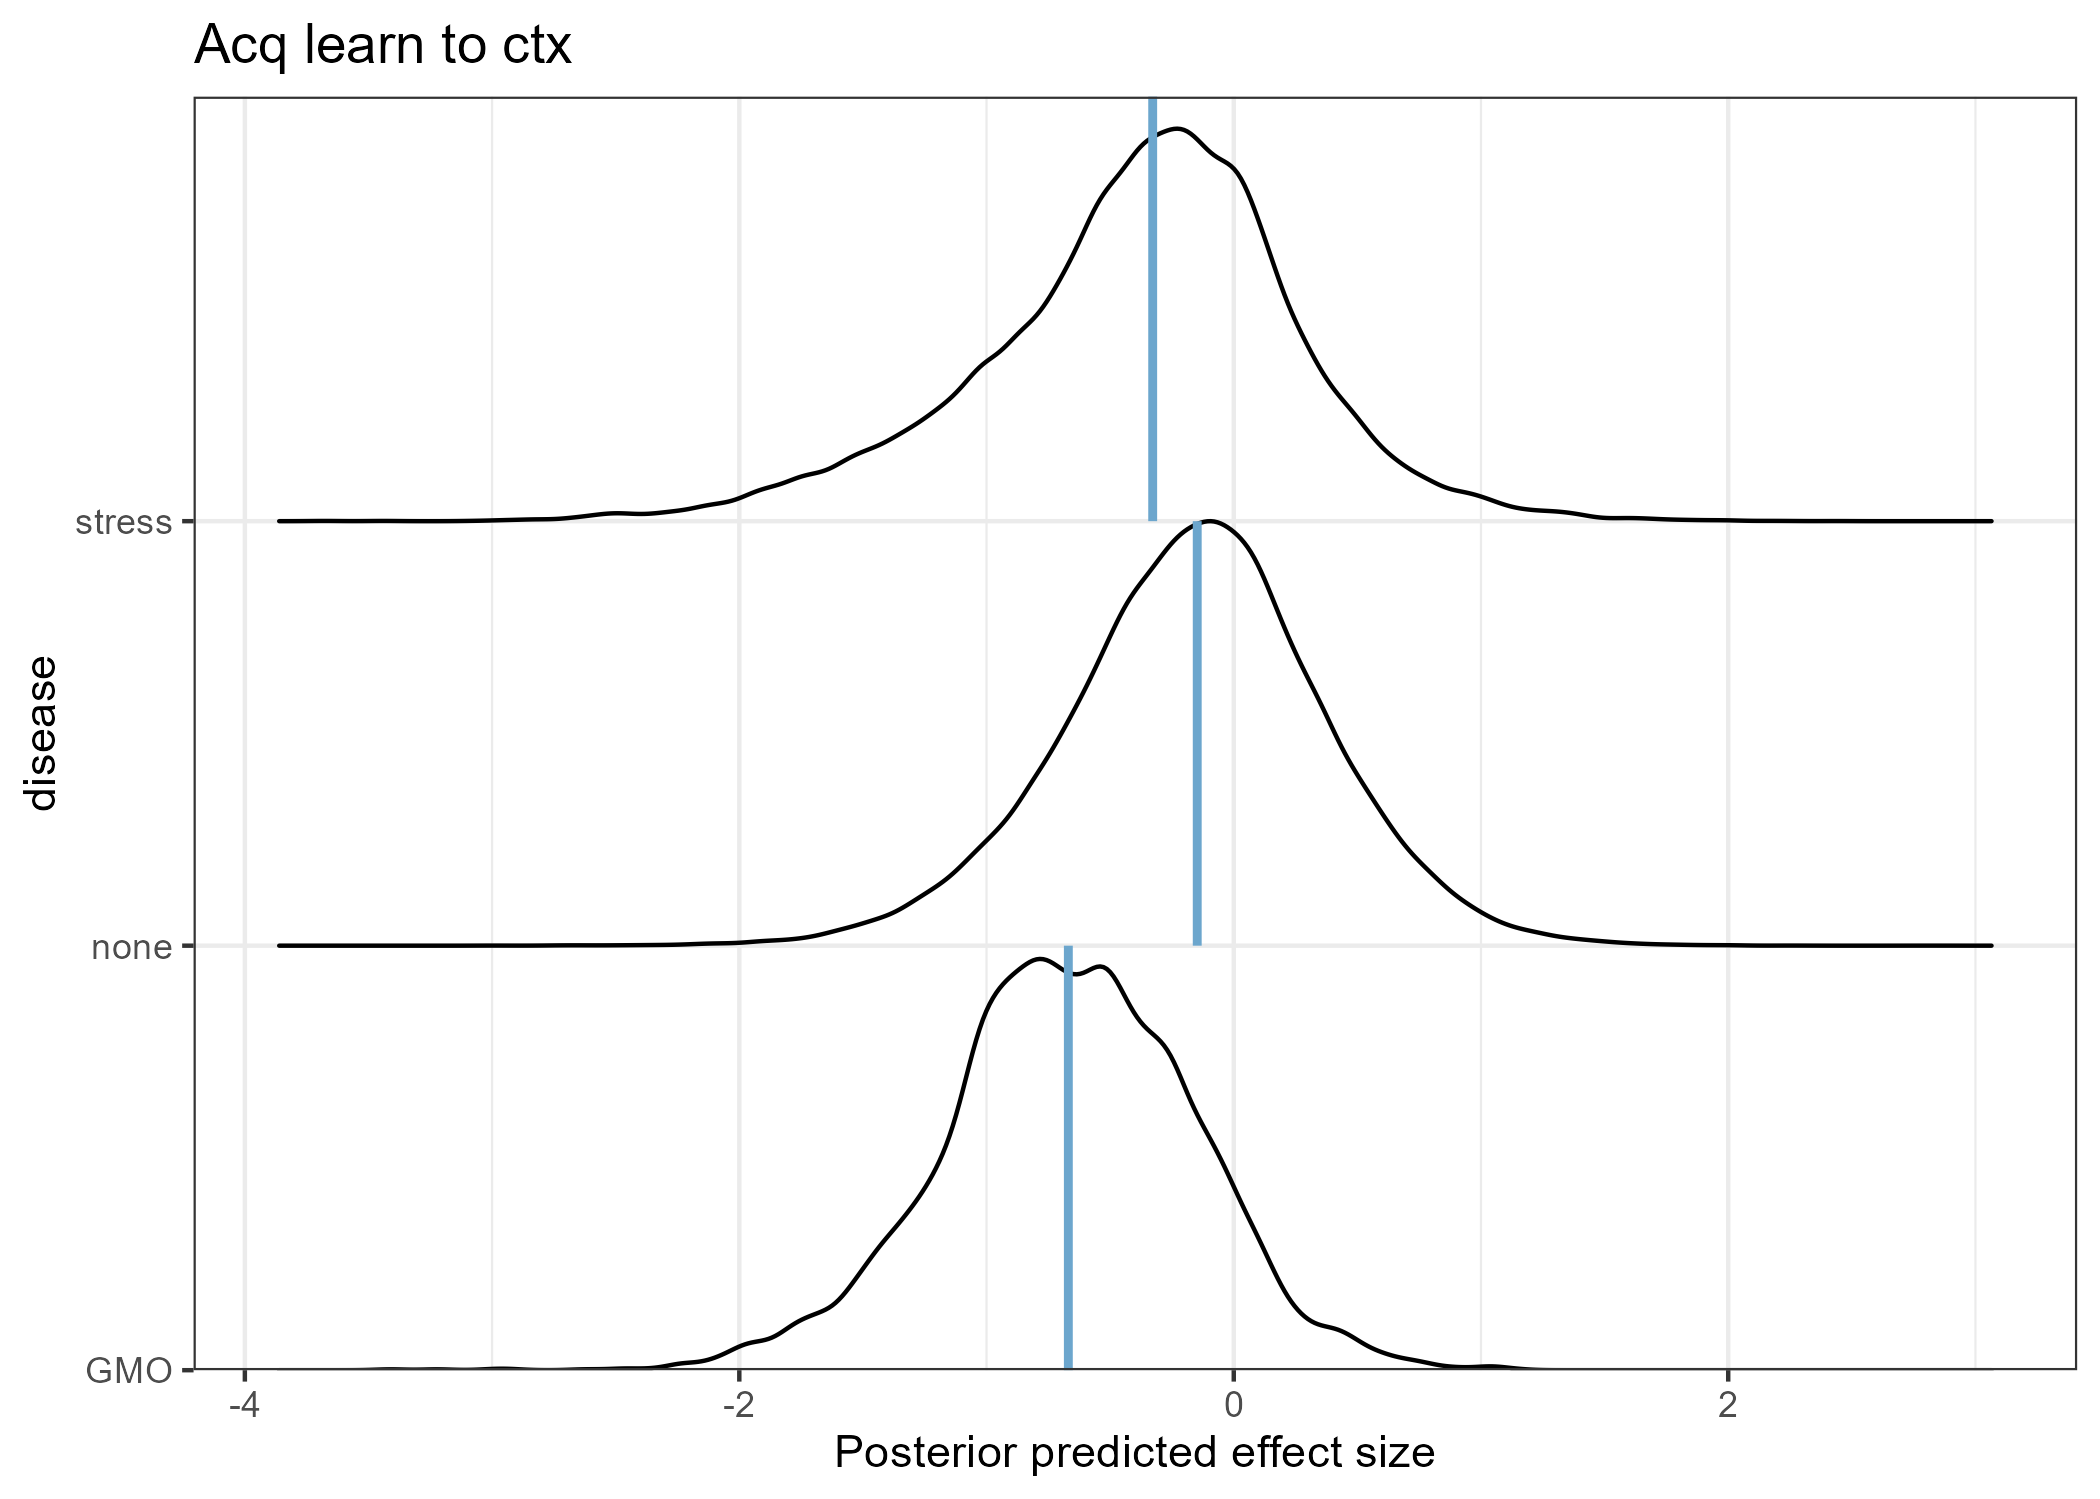 Acq learn to ctx
disease
stress
none
GMO
-4 -2 0 2
Posterior predicted effect size